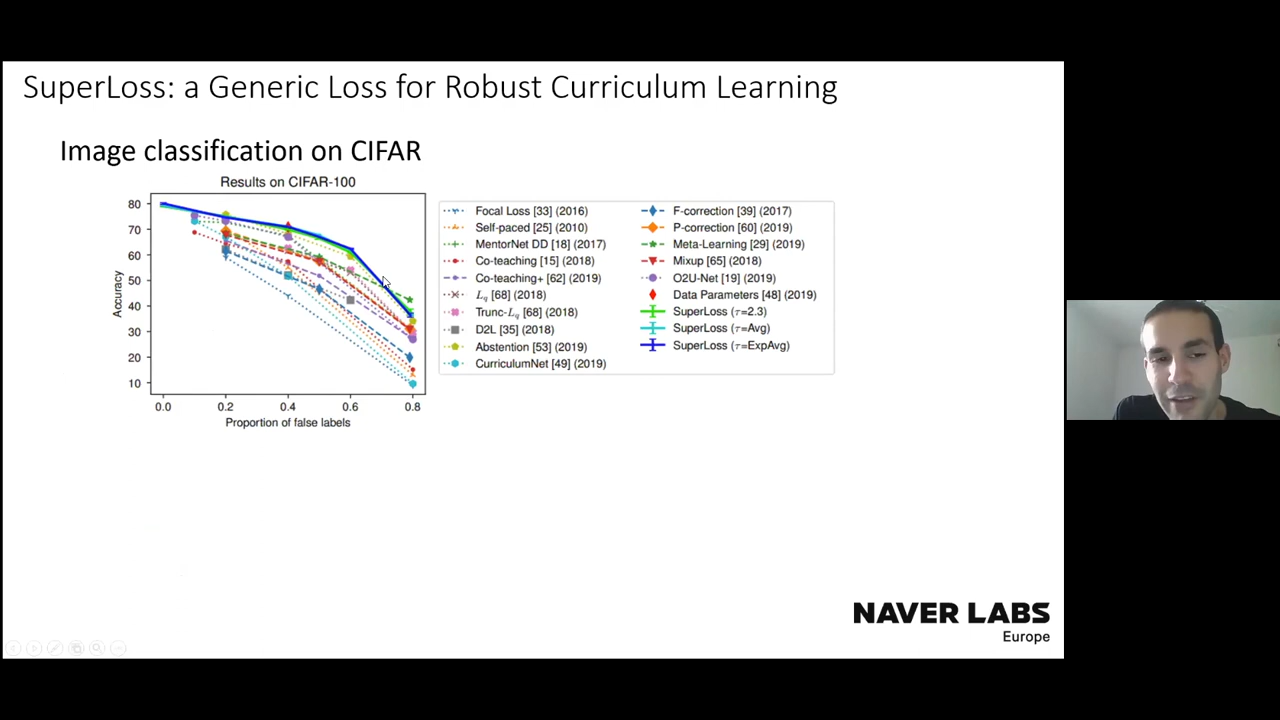 SuperLoss: a Generic Loss for Robust Curriculum Learning
Image classification on CIFAR
Results on CIFAR-100
80
70
60
50
40
30
20
10
Accuracy
0.0 0.2 0.4 0.6 0.8
Proportion of false labels
Focal Loss [33] (2016)
Self-paced [25] (2010)
MentorNet DD [18] (2017)
Co-teaching [15] (2018)
Co-teaching+ [62] (2019)
Lq [68] (2018)
Trunc-Lq [68] (2018)
D2L [35] (2018)
Abstention [53] (2019)
CurriculumNet [49] (2019)
F-correction [39] (2017)
P-correction [60] (2019)
Meta-Learning [29] (2019)
Mixup [65] (2018)
O2U-Net [19] (2019)
Data Parameters [48] (2019)
SuperLoss (τ=2.3)
SuperLoss (τ=Avg)
SuperLoss (τ=ExpAvg)
NAVER LABS
Europe